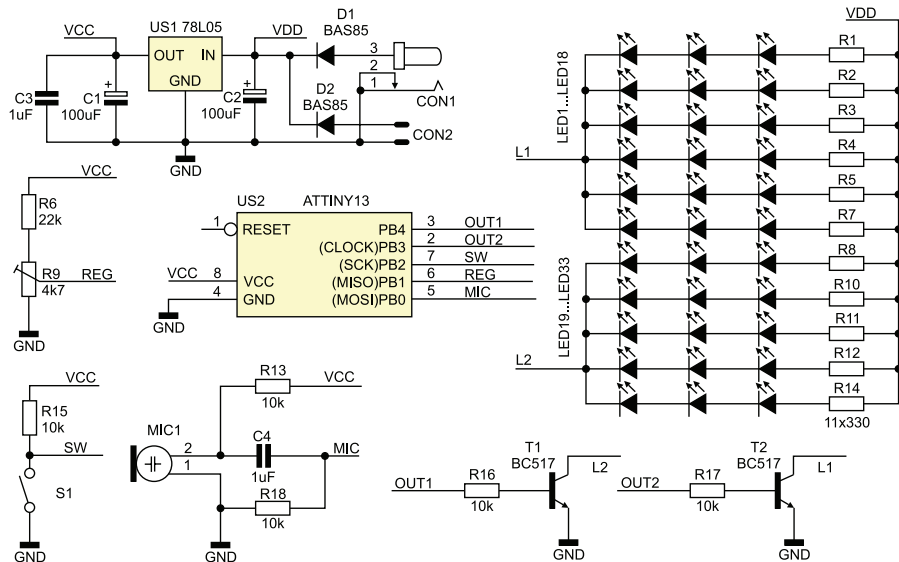 VCC
US1 78L05
VDD
D1
BAS85
OUT
IN
GND
3
2
1
CON1
C3
1uF
+
C1
100uF
+
C2
100uF
D2
BAS85
CON2
GND
VCC
R6
22k
R9
4k7
REG
GND
US2
ATTINY13
1
RESET
VCC
8
VCC
4
GND
GND
PB4
3
OUT1
(CLOCK)PB3
2
OUT2
(SCK)PB2
7
SW
(MISO)PB1
6
REG
(MOSI)PB0
5
MIC
VDD
LED1...LED18
L1
R1
R2
R3
R4
R5
R7
LED19...LED33
L2
R8
R10
R11
R12
R14
11x330
VCC
R15
10k
SW
S1
GND
MIC1
2
1
R13
10k
VCC
C4
1uF
MIC
R18
10k
GND
OUT1
R16
10k
T1
BC517
L2
GND
OUT2
R17
10k
T2
BC517
L1
GND